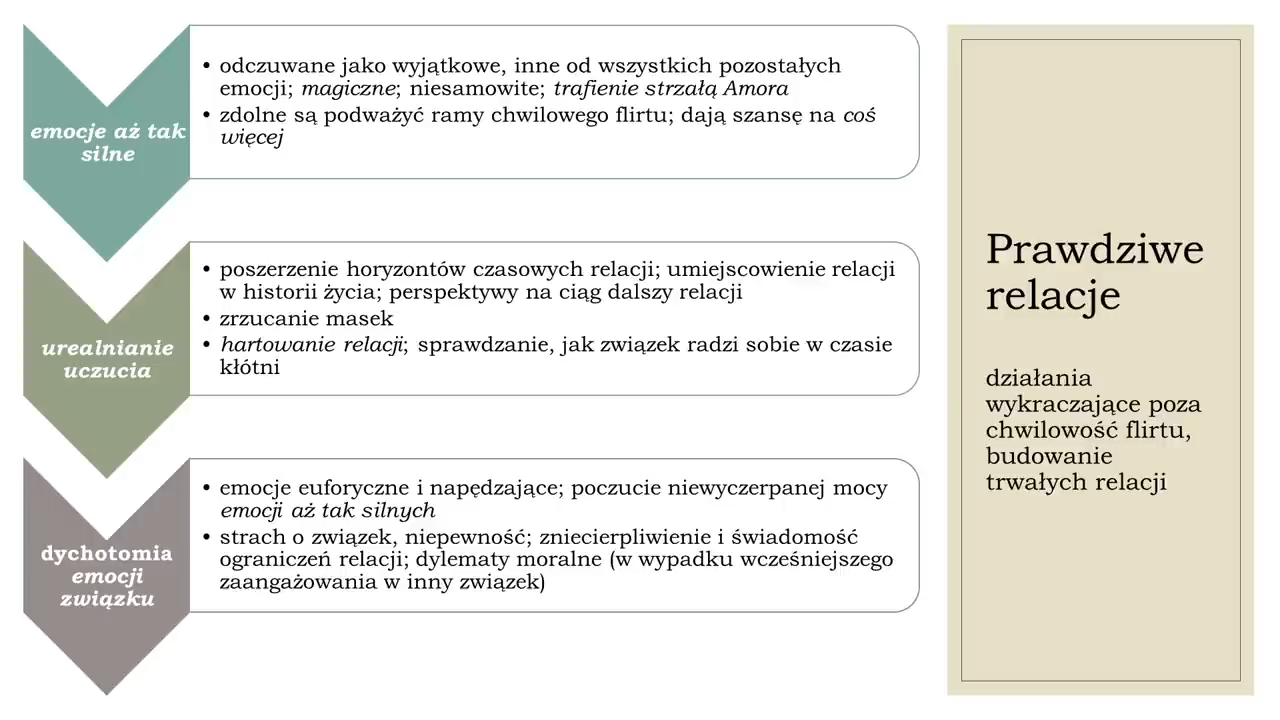 emocje aż tak
silne
• odczuwane jako wyjątkowe, inne od wszystkich pozostałych
emocji; magiczne; niesamowite; trafienie strzałą Amora
• zdolne są podważyć ramy chwilowego flirtu; dają szansę na coś
więcej
urealnianie
uczucia
• poszerzenie horyzontów czasowych relacji; umiejscowienie relacji
w historii życia; perspektywy na ciąg dalszy relacji
• zrzucanie masek
• hartowanie relacji; sprawdzanie, jak związek radzi sobie w czasie
kłótni
dychotomia
emocji
związku
• emocje euforyczne i napędzające; poczucie niewyczerpanej mocy
emocji aż tak silnych
• strach o związek, niepewność; zniecierpliwienie i świadomość
ograniczeń relacji; dylematy moralne (w wypadku wcześniejszego
zaangażowania w inny związek)
Prawdziwe
relacje
działania
wykraczające poza
chwilowość flirtu,
budowanie
trwałych relacji